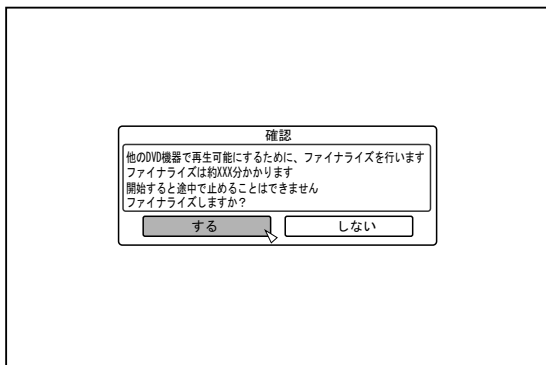 確認
他のDVD機器で再生可能にするために、ファイナライズを行います
ファイナライズは約XXX分かかります
開始すると途中で止めることはできません
ファイナライズしますか？
する
しない